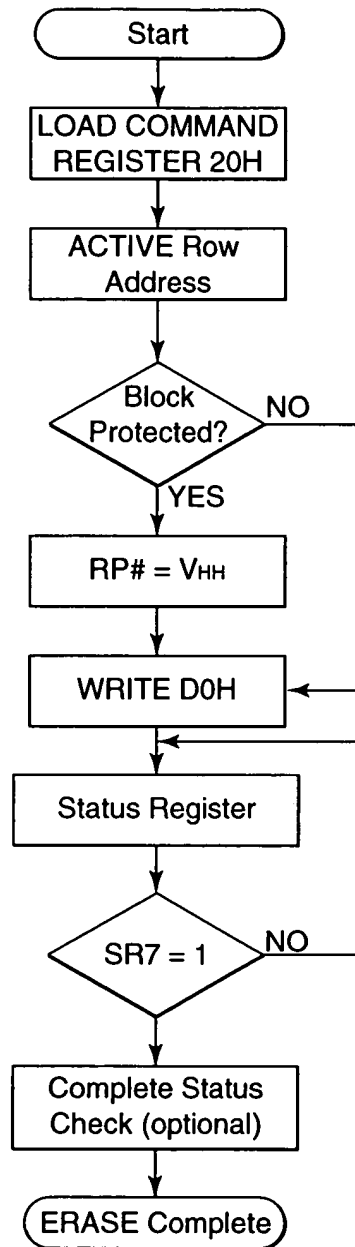 Start
LOAD COMMAND
REGISTER 20H
ACTIVE Row
Address
Block
Protected?
NO
YES
RP# = VHH
WRITE D0H
Status Register
SR7 = 1
NO
Complete Status
Check (optional)
ERASE Complete